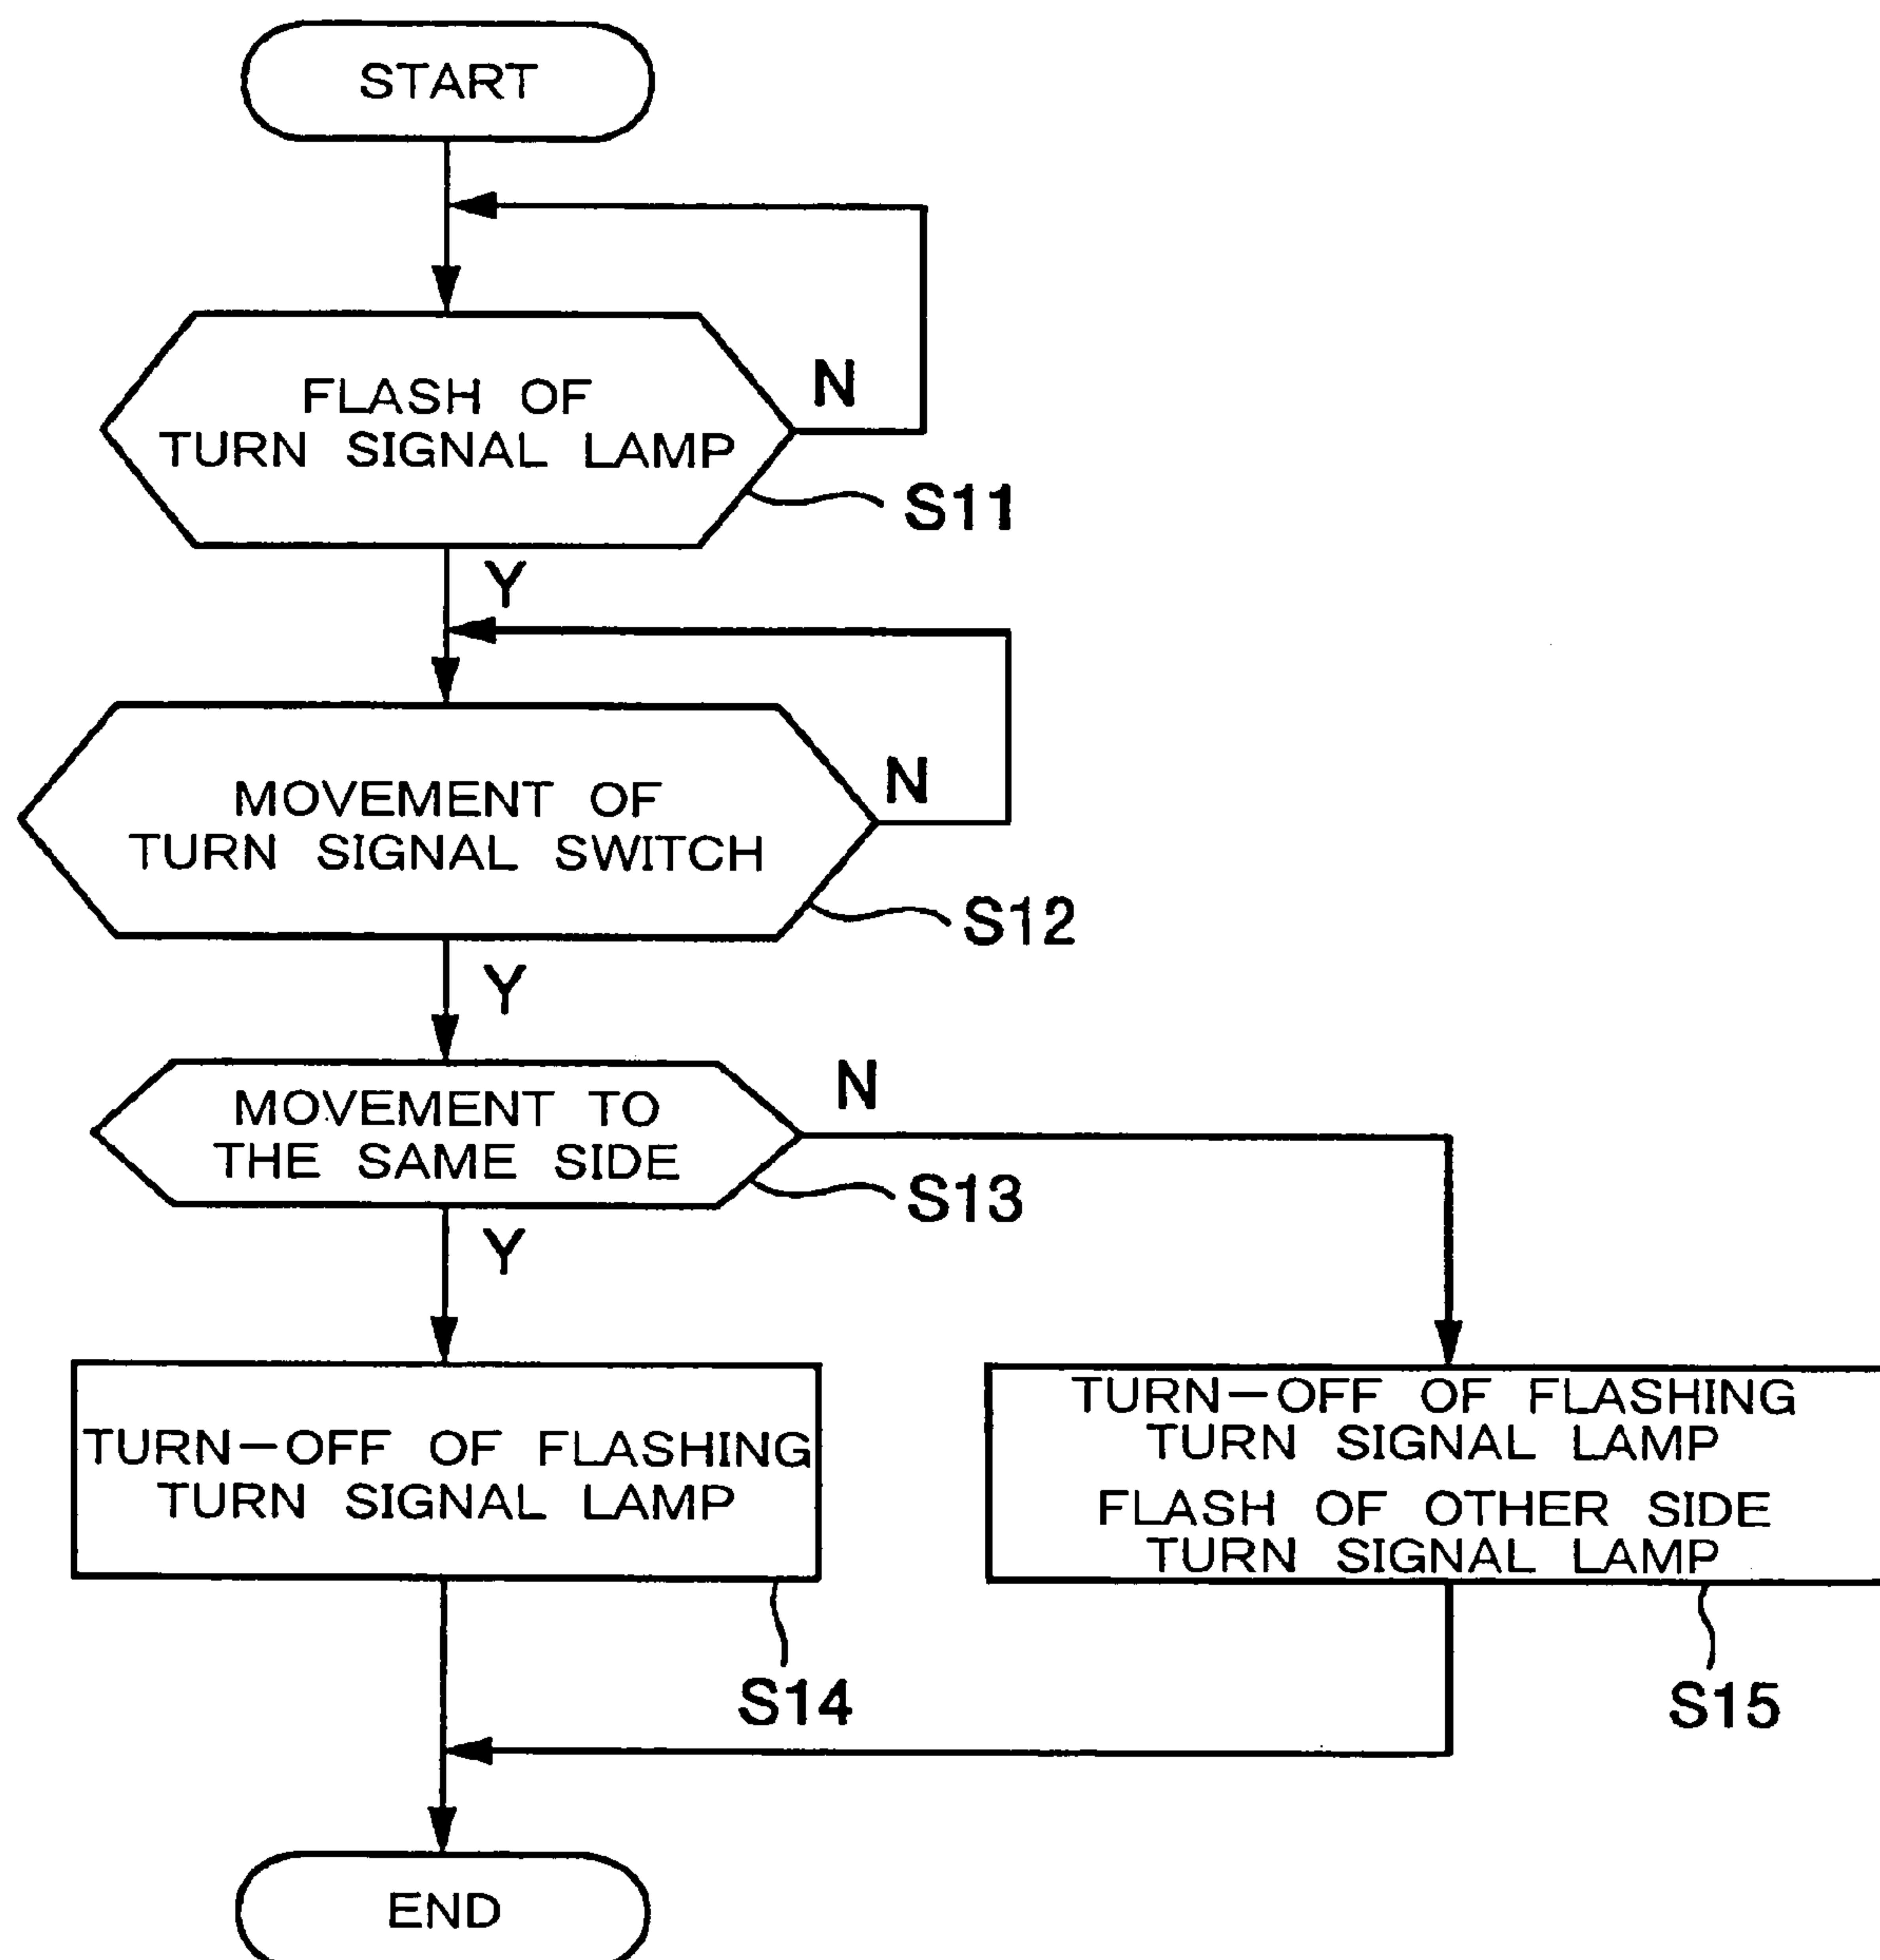 START
N
FLASH OF
TURN SIGNAL LAMP
S11
Y
N
MOVEMENT OF
TURN SIGNAL SWITCH
S12
Y
N
MOVEMENT TO
THE SAME SIDE
S13
Y
TURN-OFF OF FLASHING
TURN SIGNAL LAMP
S14
TURN-OFF OF FLASHING
TURN SIGNAL LAMP
FLASH OF OTHER SIDE
TURN SIGNAL LAMP
S15
END